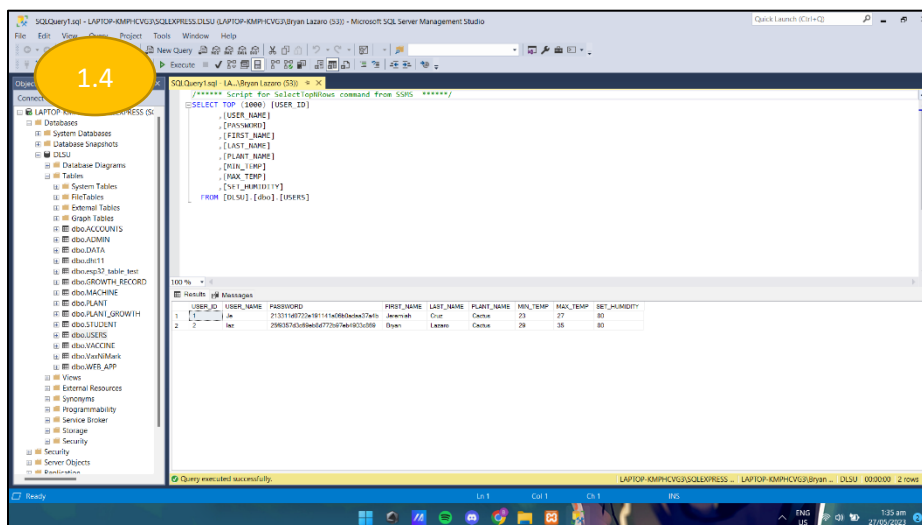 SQLQuery1.sql - LAPTOP-KMPHCVG3\SQLEXPRESS.DLSU (LAPTOP-KMPHCVG3\Bryan Lazaro (53)) - Microsoft SQL Server Management Studio
Quick Launch (Ctrl+Q)
File Edit View Project Tools Window Help
New Query
Execute
1.4
SQLQuery1.sql - LA...\Bryan Lazaro (53))
/****** Script for SelectTopNRows command from SSMS ******/
SELECT TOP (1000) [USER_ID]
,[USER_NAME]
,[PASSWORD]
,[FIRST_NAME]
,[LAST_NAME]
,[PLANT_NAME]
,[MIN_TEMP]
,[MAX_TEMP]
,[SET_HUMIDITY]
FROM [DLSU].[dbo].[USERS]
Databases
System Databases
Database Snapshots
DLSU
Database Diagrams
Tables
System Tables
FileTables
External Tables
Graph Tables
dbo.ACCOUNTS
dbo.ADMIN
dbo.DATA
dbo.dht11
dbo.esp32_table_test
dbo.GROWTH_RECORD
dbo.MACHINE
dbo.PLANT
dbo.PLANT_GROWTH
dbo.STUDENT
dbo.USERS
dbo.VACCINE
dbo.VaxNiMark
dbo.WEB_APP
Views
External Resources
Synonyms
Programmability
Service Broker
Storage
Security
Security
Server Objects
Replication
100 %
Results Messages
USER_ID USER_NAME PASSWORD FIRST_NAME LAST_NAME PLANT_NAME MIN_TEMP MAX_TEMP SET_HUMIDITY
1 1 Je Jeremiah Cruz Cactus 23 27 80
2 2 laz Bryan Lazaro Cactus 29 35 80
Query executed successfully.
LAPTOP-KMPHCVG3\SQLEXPRESS ... LAPTOP-KMPHCVG3\Bryan ... DLSU 00:00:00 2 rows
Ready
Ln 1 Col 1 Ch 1 INS
ENG
US
1:35 am
27/05/2023